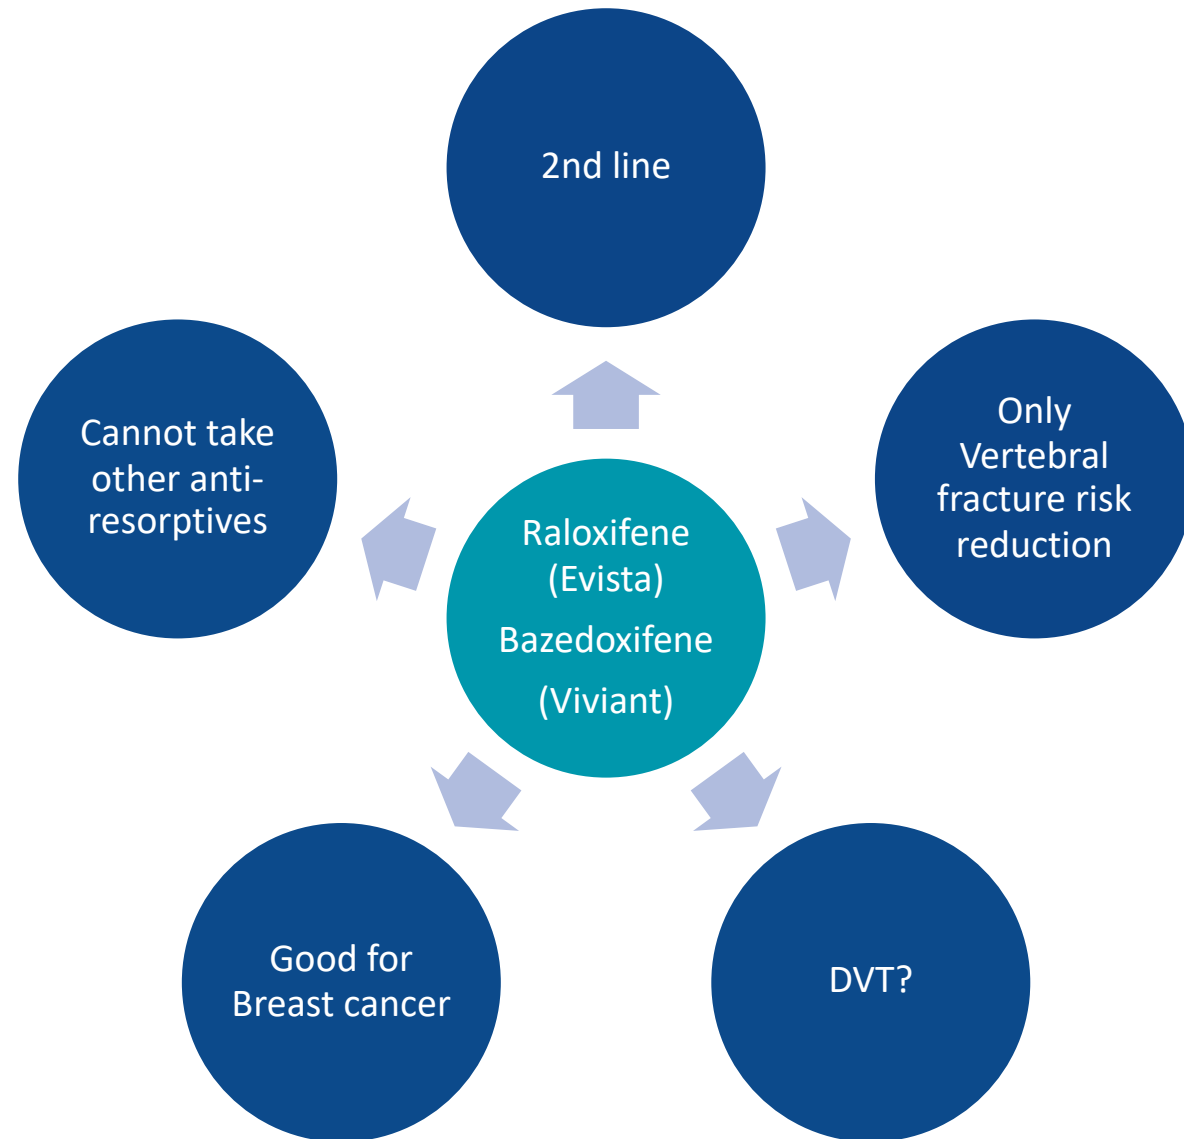 2nd line
Cannot take
other anti-
resorptives
Only
Vertebral
fracture risk
reduction
Raloxifene
(Evista)
Bazedoxifene
(Viviant)
Good for
Breast cancer
DVT?